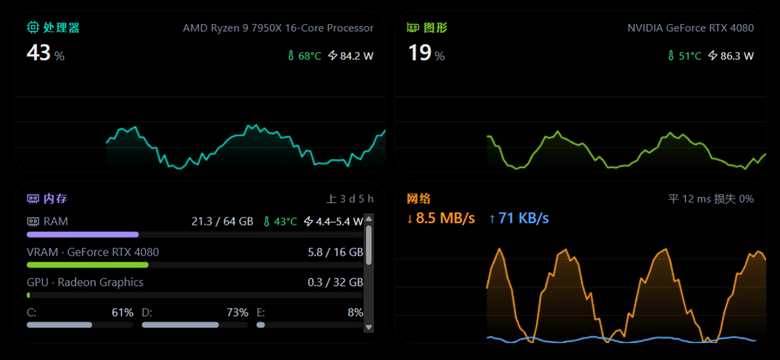 处理器 AMD Ryzen 9 7950X 16-Core Processor
43 % 68°C 84.2 W
图形 NVIDIA GeForce RTX 4080
19 % 51°C 86.3 W
内存 上 3 d 5 h
RAM 21.3 / 64 GB 43°C 4.4–5.4 W
VRAM · GeForce RTX 4080 5.8 / 16 GB
GPU · Radeon Graphics 0.3 / 32 GB
C: 61% D: 73% E: 8%
网络 平 12 ms 损失 0%
↓ 8.5 MB/s ↑ 71 KB/s